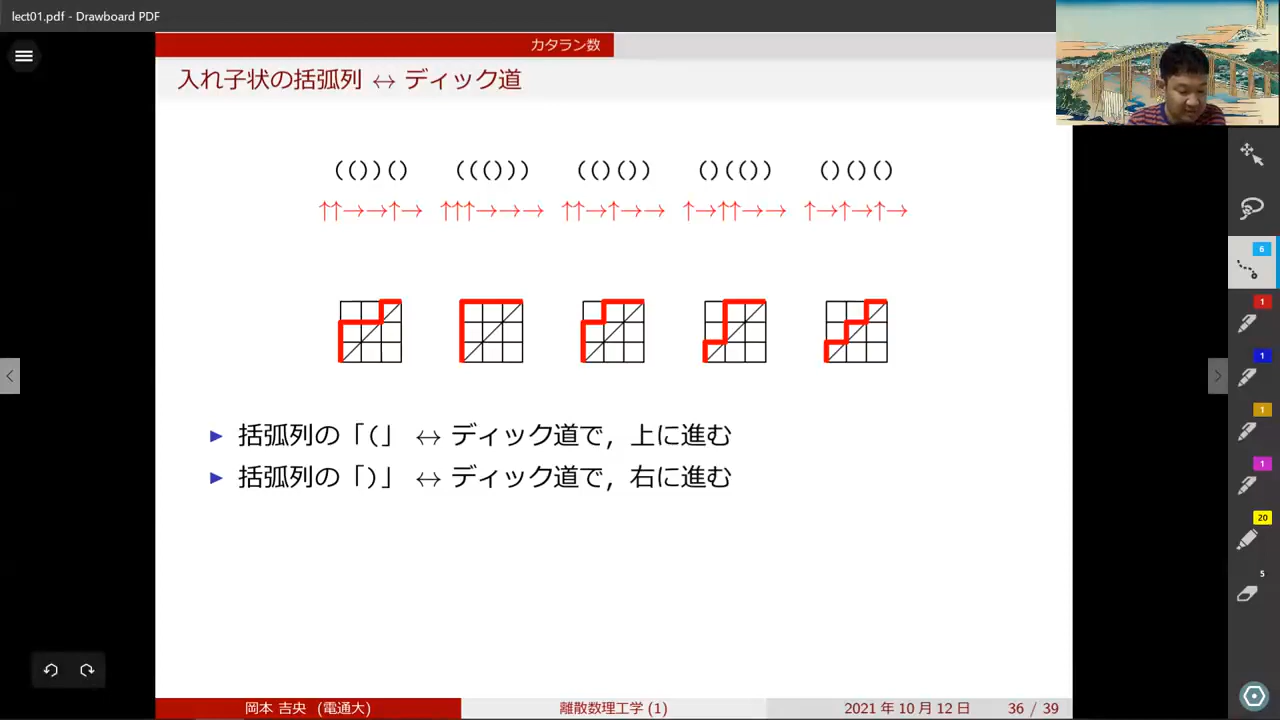 lect01.pdf - Drawboard PDF
カタラン数
入れ子状の括弧列 ↔ ディック道
(())() ((())) (()()) ()(()) ()()()
↑↑→→↑→ ↑↑↑→→→ ↑↑→↑→→ ↑→↑↑→→ ↑→↑→↑→
▶ 括弧列の「(」 ↔ ディック道で，上に進む
▶ 括弧列の「)」 ↔ ディック道で，右に進む
岡本 吉央 (電通大) 離散数理工学 (1) 2021 年 10 月 12 日 36 / 39
6
1
1
1
1
20
5